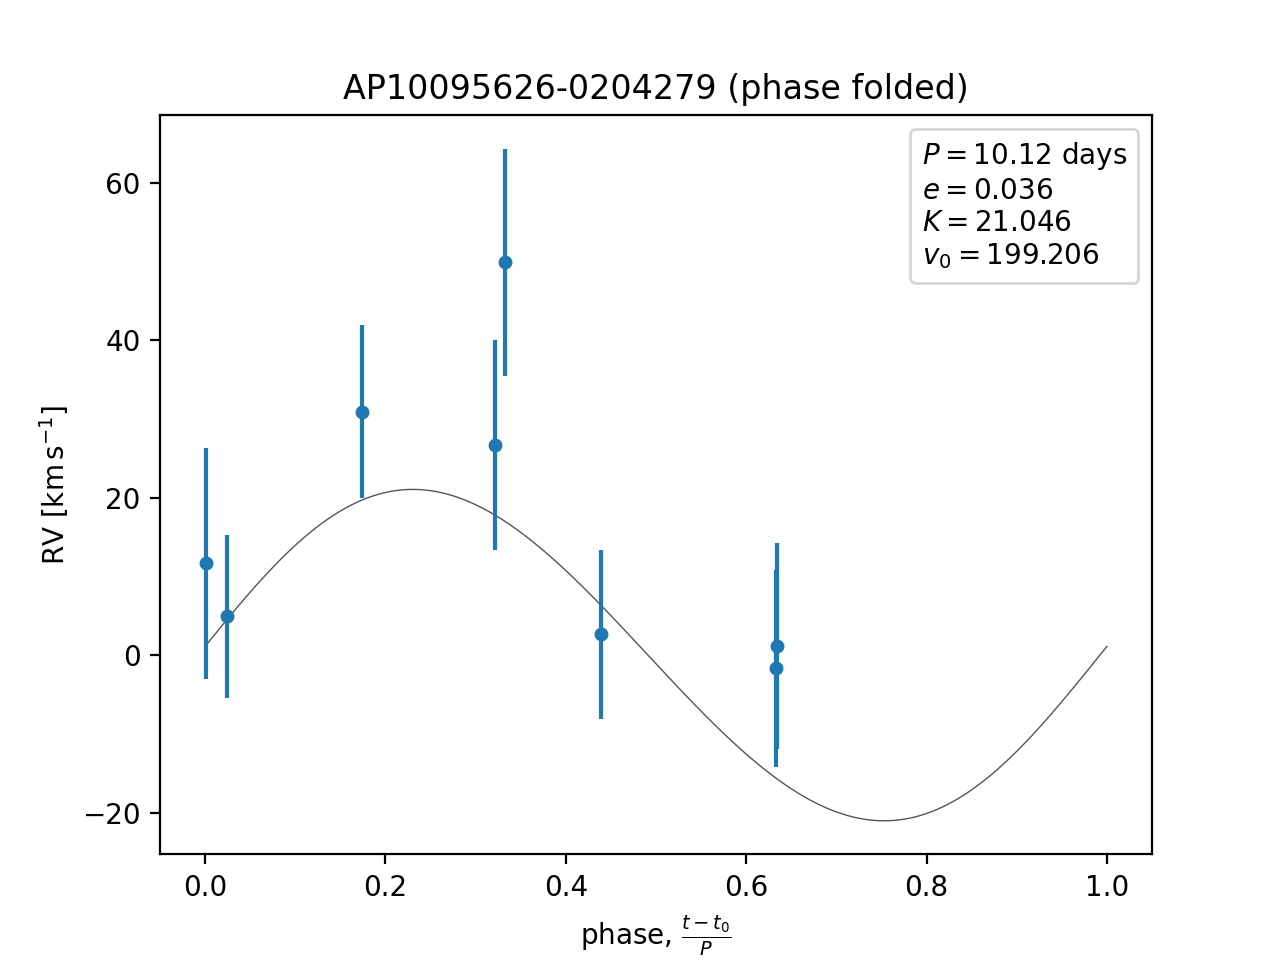 AP10095626-0204279 (phase folded)
P = 10.12 days
e = 0.036
K = 21.046
v₀ = 199.206
60
40
20
0
−20
RV [km s⁻¹]
0.0 0.2 0.4 0.6 0.8 1.0
phase, (t − t₀)/P